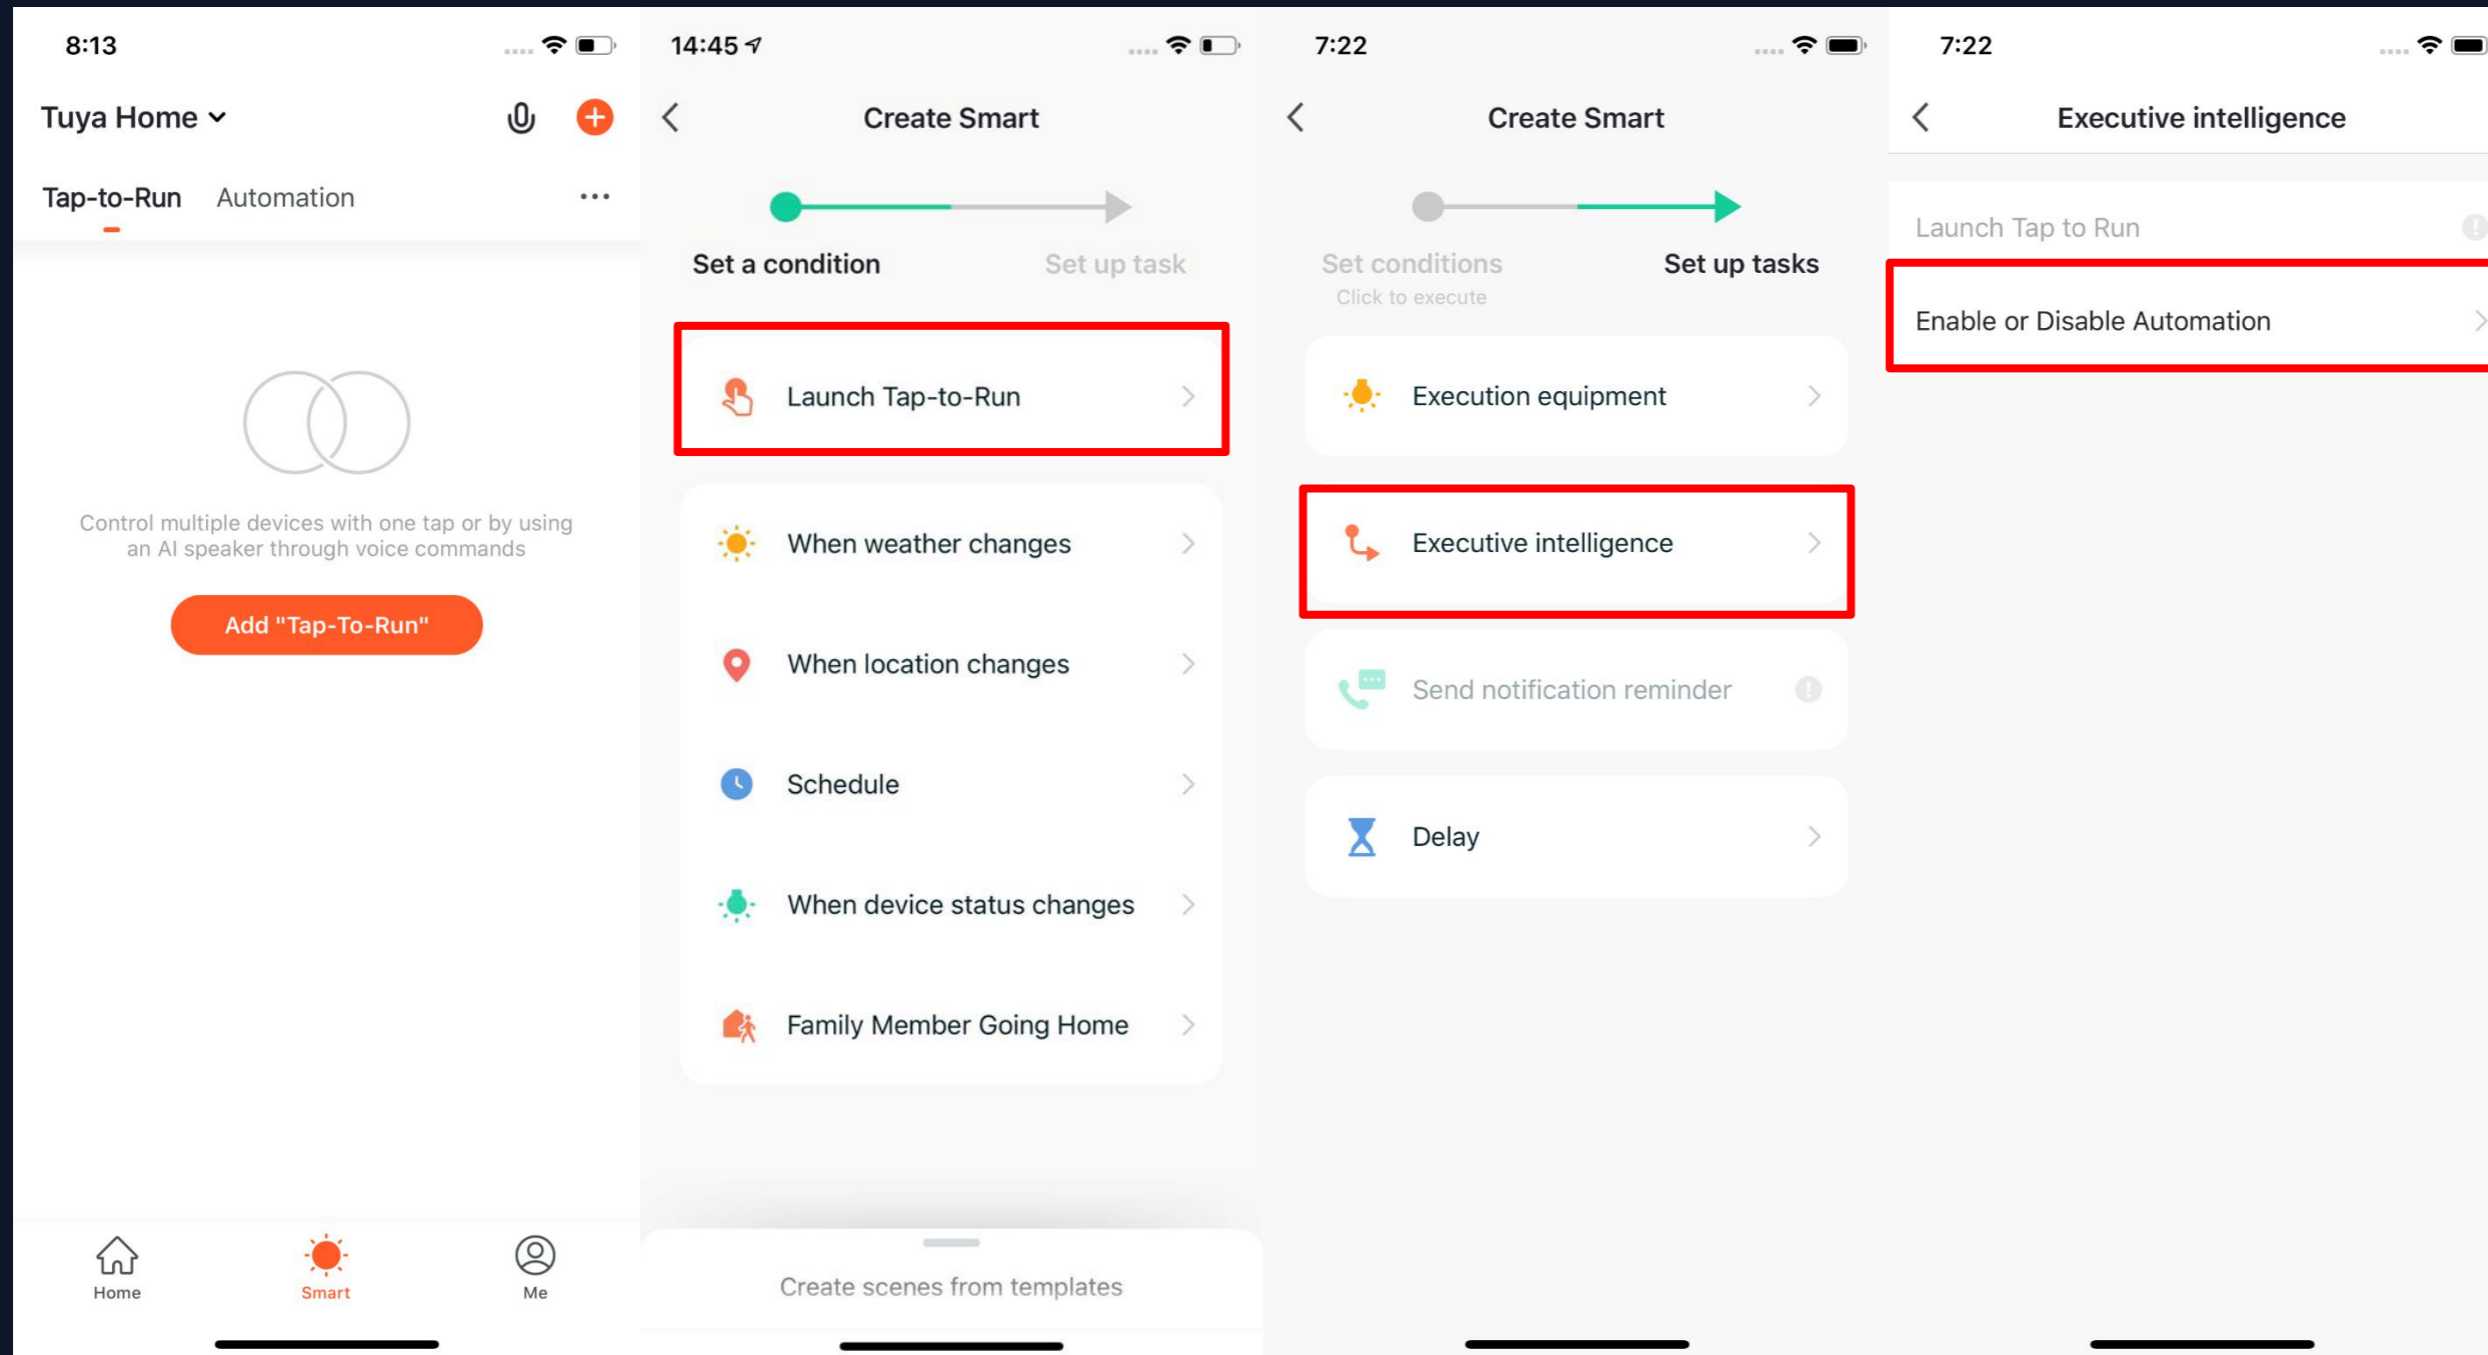 8:13
Tuya Home
Tap-to-Run
Automation
Control multiple devices with one tap or by using
an AI speaker through voice commands
Add "Tap-To-Run"
Home
Smart
Me
14:45
Create Smart
Set a condition
Set up task
Launch Tap-to-Run
When weather changes
When location changes
Schedule
When device status changes
Family Member Going Home
Create scenes from templates
7:22
Create Smart
Set conditions
Click to execute
Set up tasks
Execution equipment
Executive intelligence
Send notification reminder
Delay
7:22
Executive intelligence
Launch Tap to Run
Enable or Disable Automation